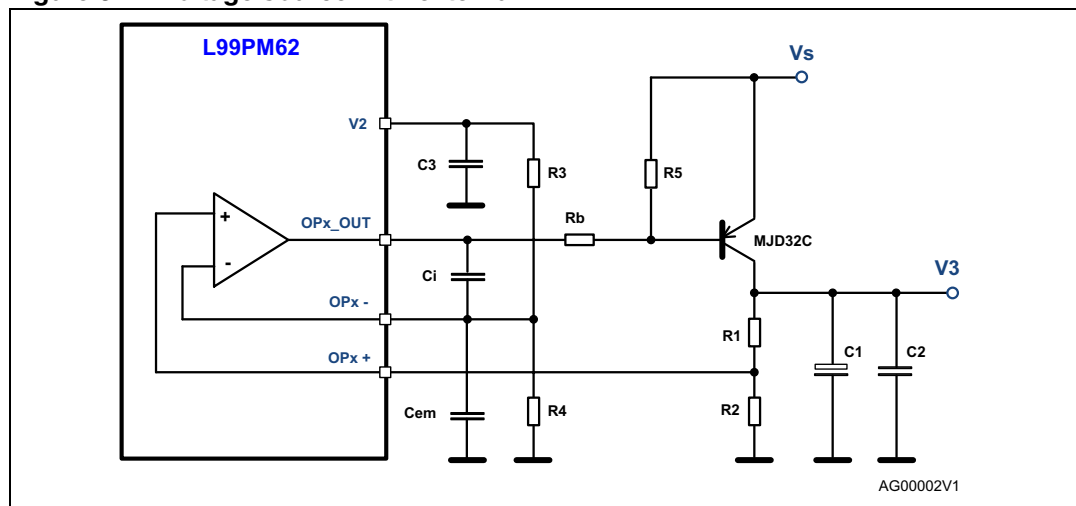 L99PM62
Vs
V2
C3
R3
R5
OPx_OUT
Rb
MJD32C
+
-
Ci
V3
OPx -
R1
C1
C2
OPx +
Cem
R4
R2
AG00002V1